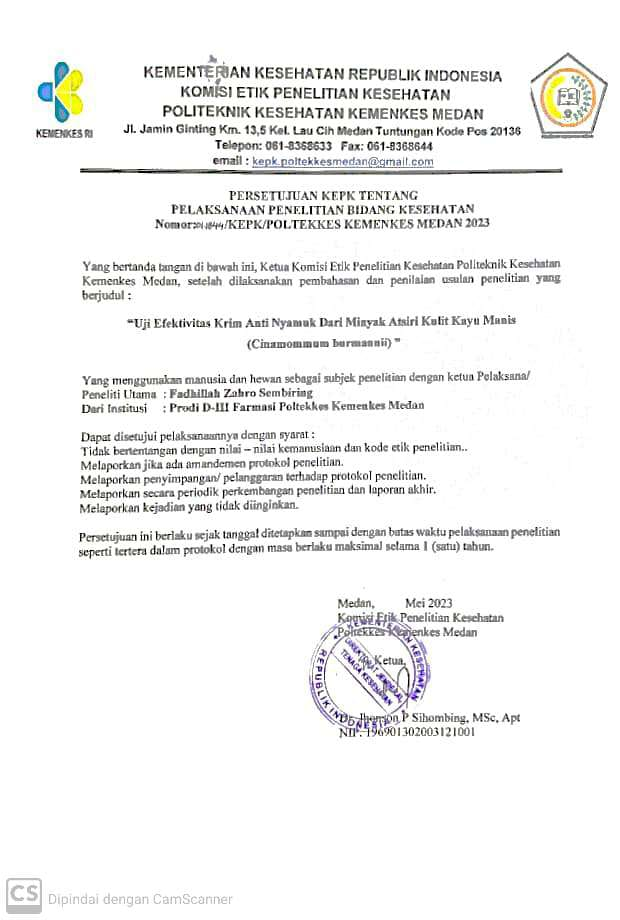 KEMENTERIAN KESEHATAN REPUBLIK INDONESIA
KOMISI ETIK PENELITIAN KESEHATAN
POLITEKNIK KESEHATAN KEMENKES MEDAN
Jl. Jamin Ginting Km. 13,5 Kel. Lau Cih Medan Tuntungan Kode Pos 20136
Telepon: 061-8368633 Fax: 061-8368644
email : kepk.poltekkesmedan@gmail.com
KEMENKES RI
PERSETUJUAN KEPK TENTANG
PELAKSANAAN PENELITIAN BIDANG KESEHATAN
Nomor: /KEPK/POLTEKKES KEMENKES MEDAN 2023
Yang bertanda tangan di bawah ini, Ketua Komisi Etik Penelitian Kesehatan Politeknik Kesehatan
Kemenkes Medan, setelah dilaksanakan pembahasan dan penilaian usulan penelitian yang
berjudul :
“Uji Efektivitas Krim Anti Nyamuk Dari Minyak Atsiri Kulit Kayu Manis
(Cinamommum burmannii) ”
Yang menggunakan manusia dan hewan sebagai subjek penelitian dengan ketua Pelaksana/
Peneliti Utama : Fadhillah Zahro Sembiring
Dari Institusi : Prodi D-III Farmasi Poltekkes Kemenkes Medan
Dapat disetujui pelaksanaannya dengan syarat :
Tidak bertentangan dengan nilai – nilai kemanusiaan dan kode etik penelitian..
Melaporkan jika ada amandemen protokol penelitian.
Melaporkan penyimpangan/ pelanggaran terhadap protokol penelitian.
Melaporkan secara periodik perkembangan penelitian dan laporan akhir.
Melaporkan kejadian yang tidak diinginkan.
Persetujuan ini berlaku sejak tanggal ditetapkan sampai dengan batas waktu pelaksanaan penelitian
seperti tertera dalam protokol dengan masa berlaku maksimal selama 1 (satu) tahun.
Medan, Mei 2023
Komisi Etik Penelitian Kesehatan
Poltekkes Kemenkes Medan
Ketua,
KEMENTERIAN KESEHATAN
DIREKTORAT JENDERAL
TENAGA KESEHATAN
REPUBLIK INDONESIA
Dr. Jhonson P Sihombing, MSc, Apt
NIP. 196901302003121001
CS Dipindai dengan CamScanner